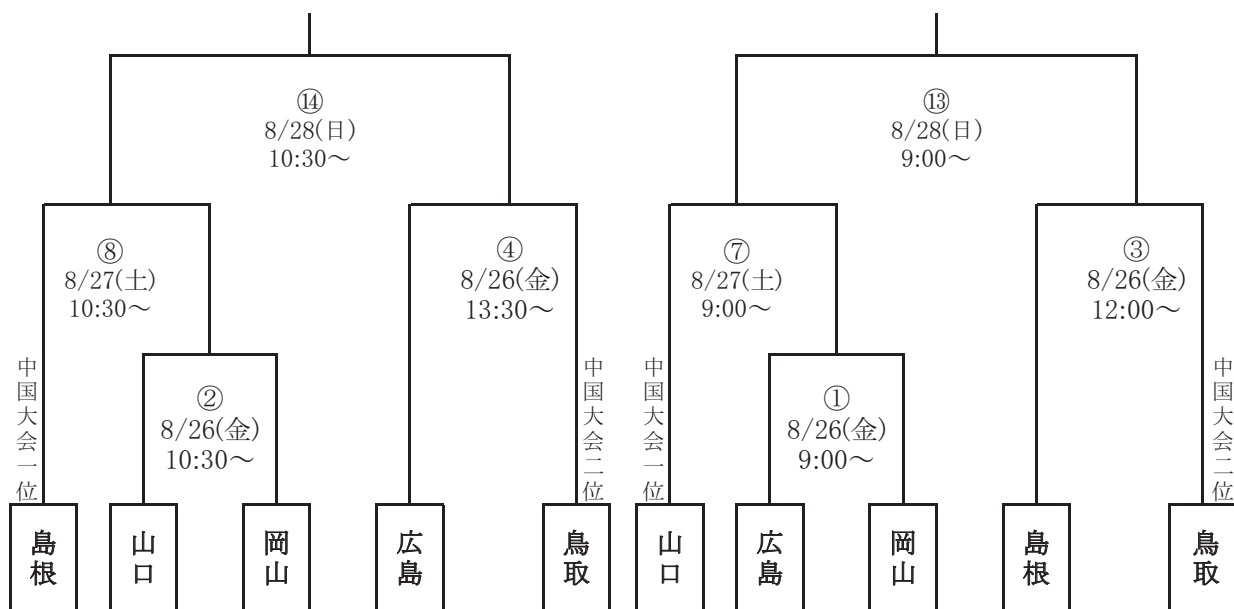 ⑭
8/28(日)
10:30～
⑬
8/28(日)
9:00～
⑧
8/27(土)
10:30～
④
8/26(金)
13:30～
⑦
8/27(土)
9:00～
③
8/26(金)
12:00～
中国大会一位
②
8/26(金)
10:30～
中国大会二位
中国大会一位
①
8/26(金)
9:00～
中国大会二位
島根
山口
岡山
広島
鳥取
山口
広島
岡山
島根
鳥取